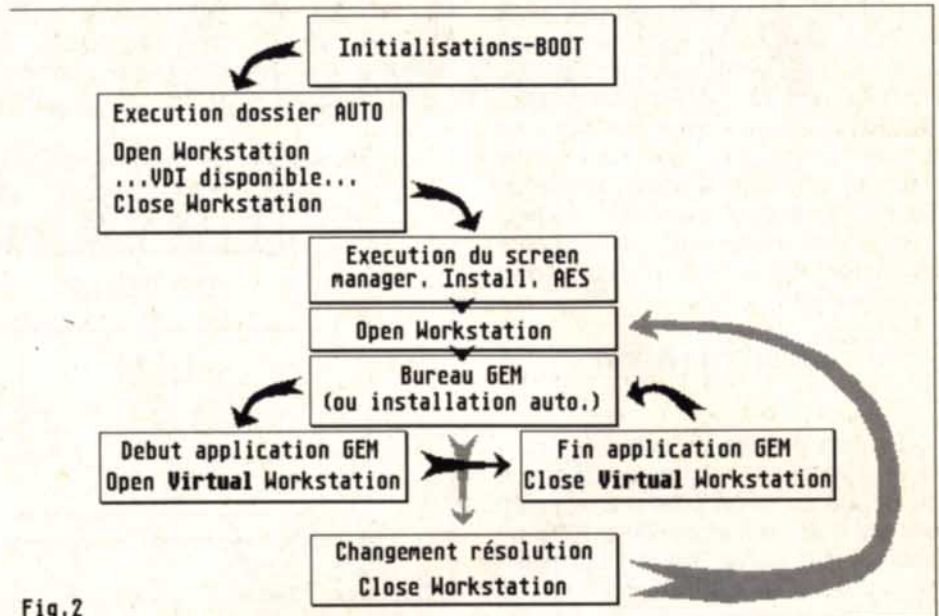 Initialisations-BOOT
Execution dossier AUTO
Open Workstation
...VDI disponible...
Close Workstation
Execution du screen
manager. Install. AES
Open Workstation
Bureau GEM
(ou installation auto.)
Debut application GEM
Open Virtual Workstation
Fin application GEM
Close Virtual Workstation
Changement résolution
Close Workstation
Fig.2